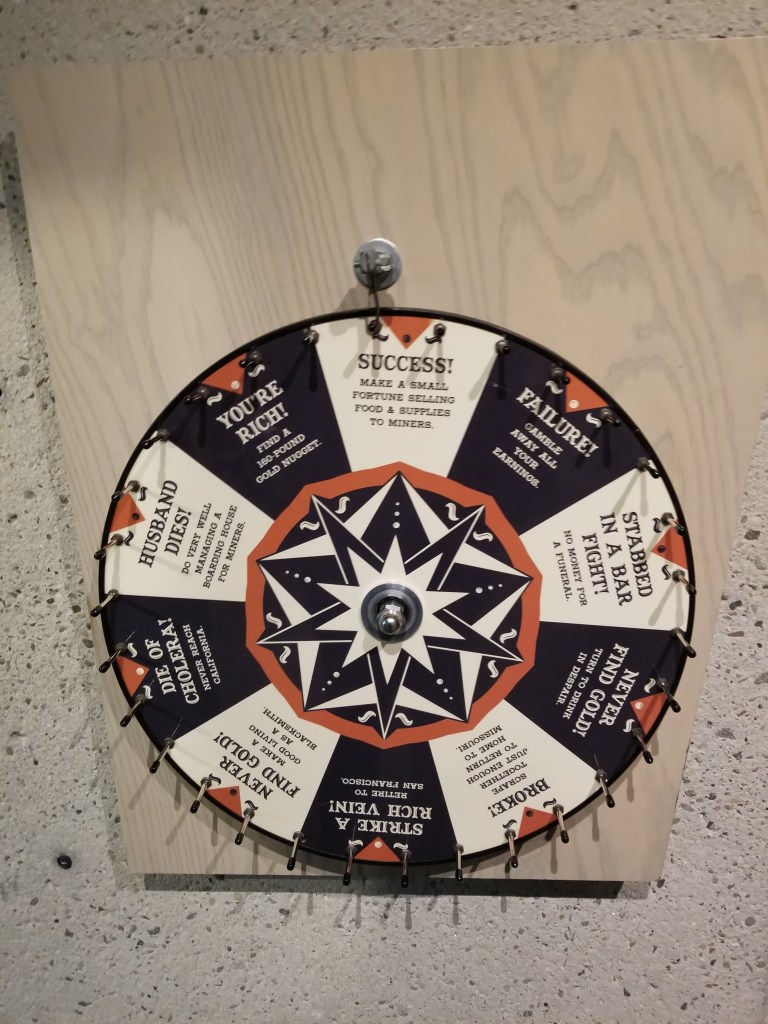 SUCCESS!
MAKE A SMALL
FORTUNE SELLING
FOOD & SUPPLIES
TO MINERS.
FAILURE!
GAMBLE
AWAY ALL
YOUR
EARNINGS.
STABBED
IN A BAR
FIGHT!
NO MONEY FOR
A FUNERAL.
NEVER
FIND GOLD!
TURN TO DRINK
IN DESPAIR.
BROKE!
SCRAPE
TOGETHER
JUST ENOUGH
TO RETURN
HOME TO
MISSOURI.
STRIKE A
RICH VEIN!
RETIRE TO
SAN FRANCISCO.
NEVER
FIND GOLD!
MAKE A
GOOD LIVING
AS A
BLACKSMITH.
DIE OF
CHOLERA!
NEVER REACH
CALIFORNIA.
HUSBAND
DIES!
DO VERY WELL
MANAGING A
BOARDING HOUSE
FOR MINERS.
YOU'RE
RICH!
FIND A
160-POUND
GOLD NUGGET.